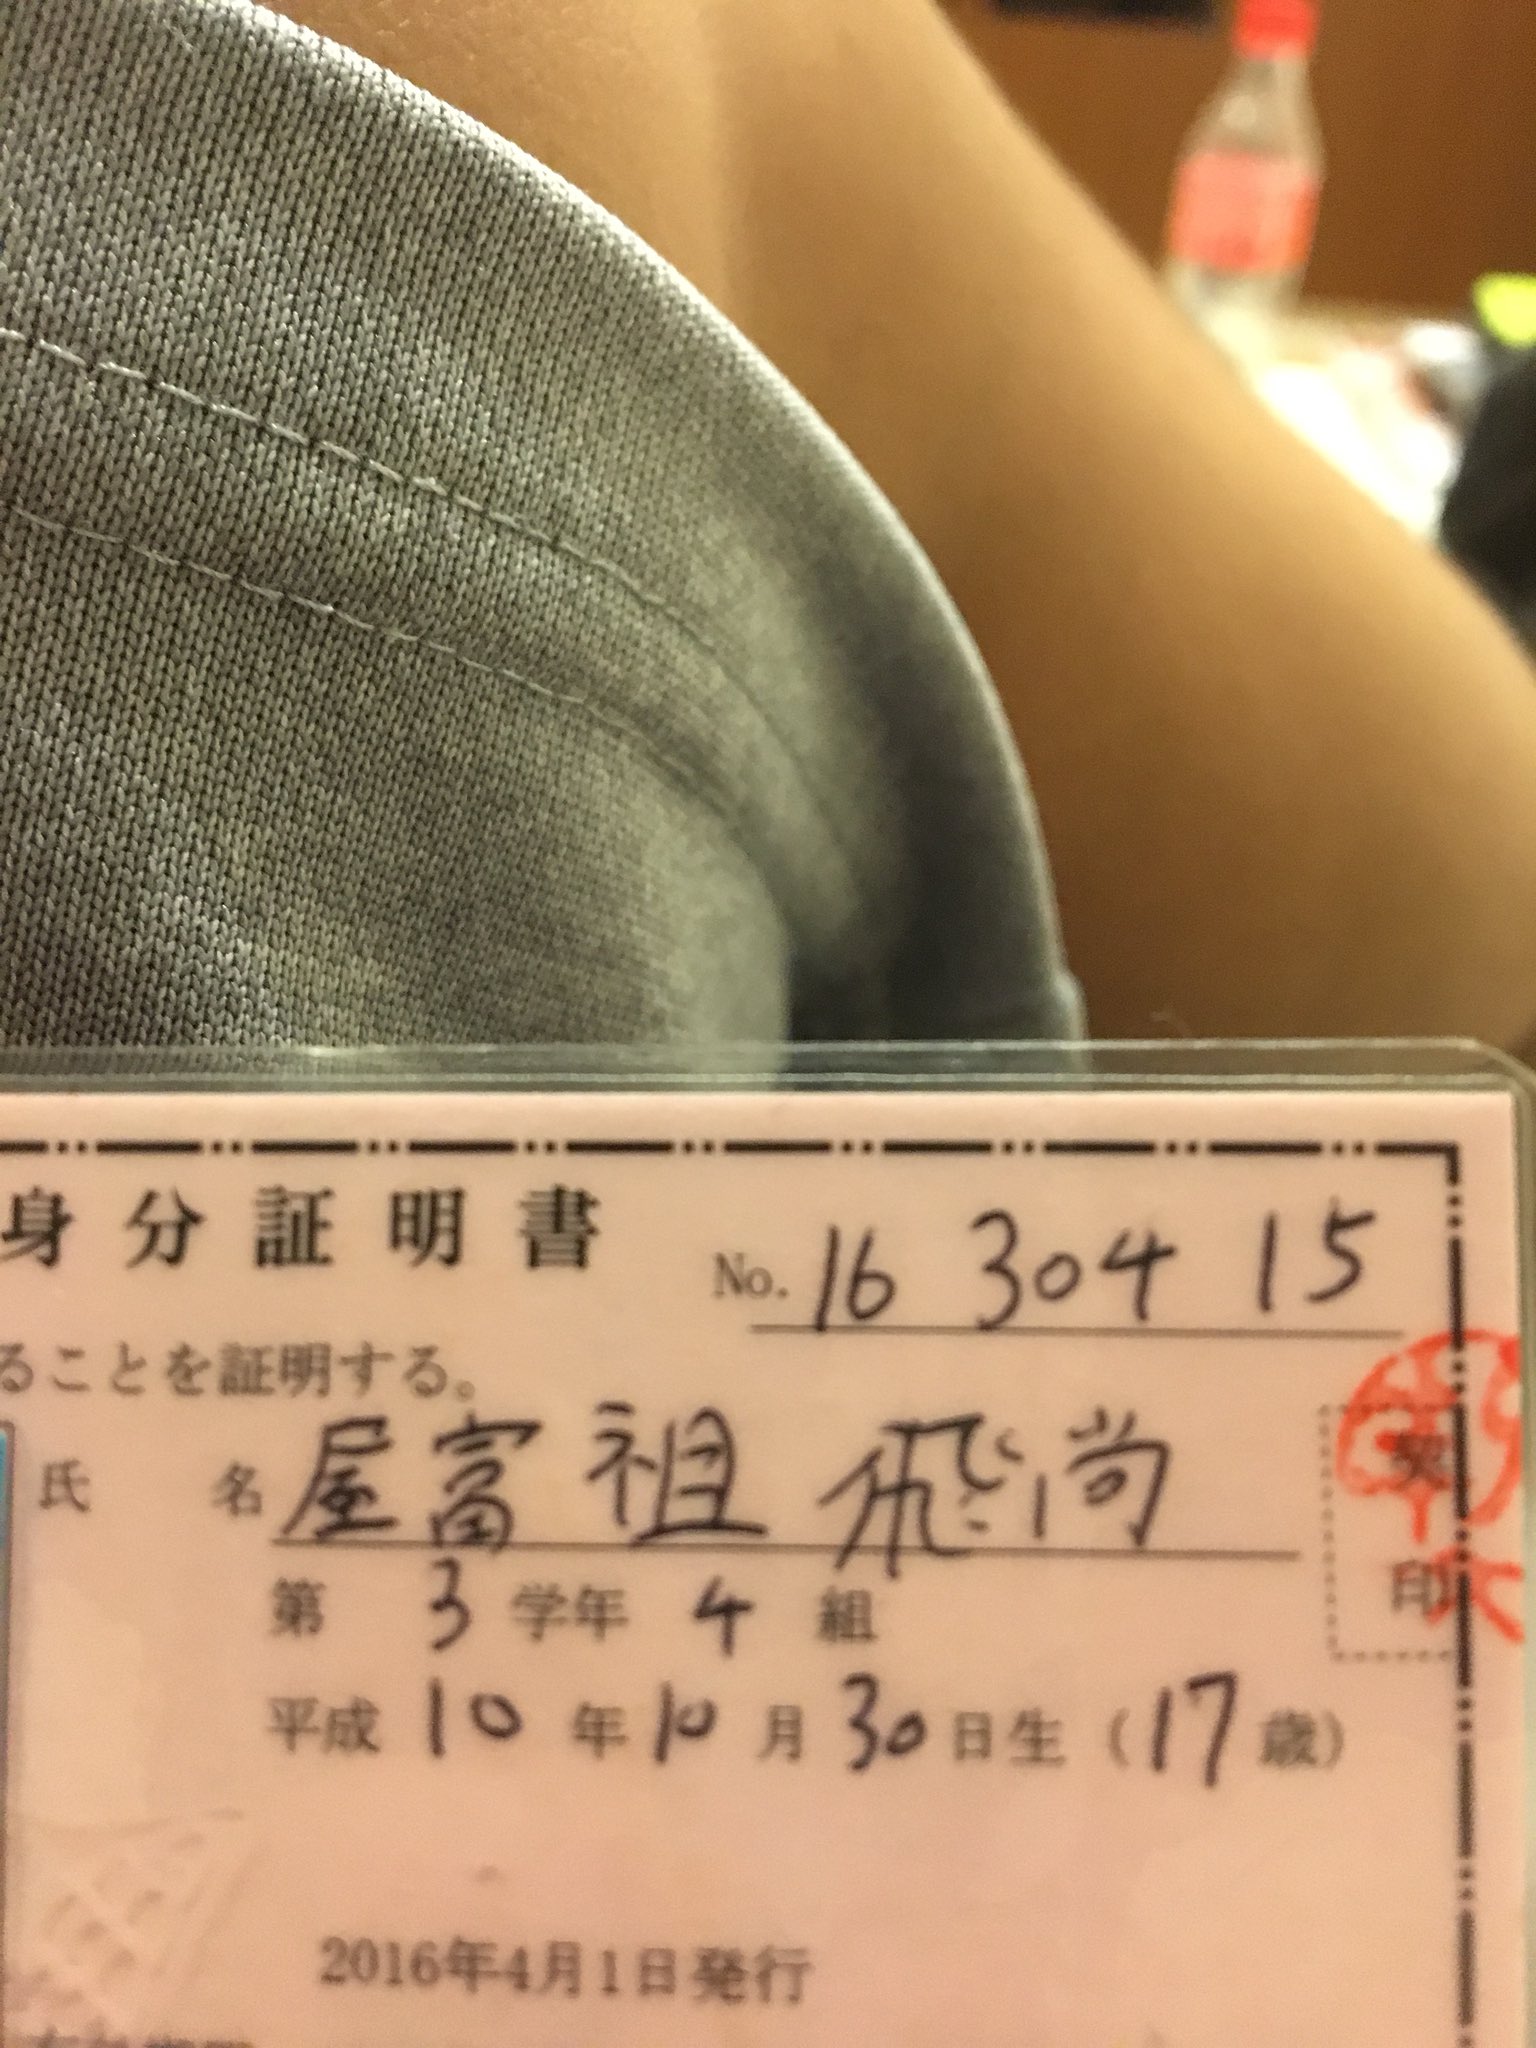 身分証明書
No. 16 304 15
ることを証明する。
氏 名 屋富祖 飛尚
第 3 学年 4 組
平成 10 年 10 月 30 日生 (17 歳)
契印
2016年4月1日発行